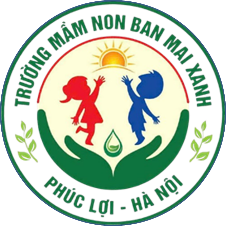 TRƯỜNG MẦM NON BAN MAI XANH
PHÚC LỢI - HÀ NỘI